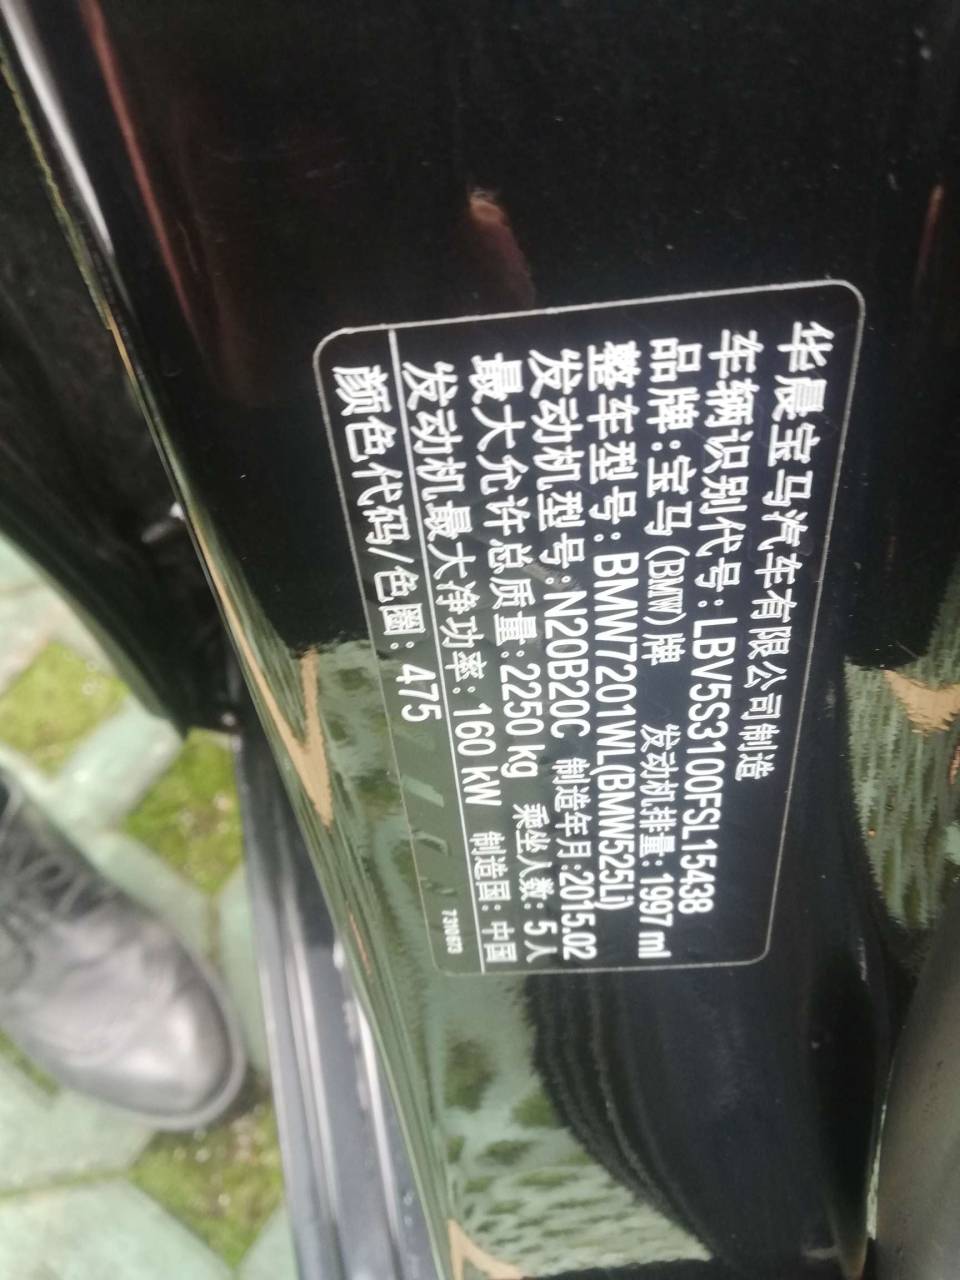 华晨宝马汽车有限公司制造
车辆识别代号:LBV5S3100FSL15438
品牌:宝马(BMW)牌 发动机排量:1997 ml
整车型号:BMW7201WL(BMW525Li)
发动机型号:N20B20C 制造年月:2015.02
最大允许总质量:2250 kg 乘坐人数:5人
发动机最大净功率:160 kW 制造国:中国
颜色代码/色圈:475
7310673